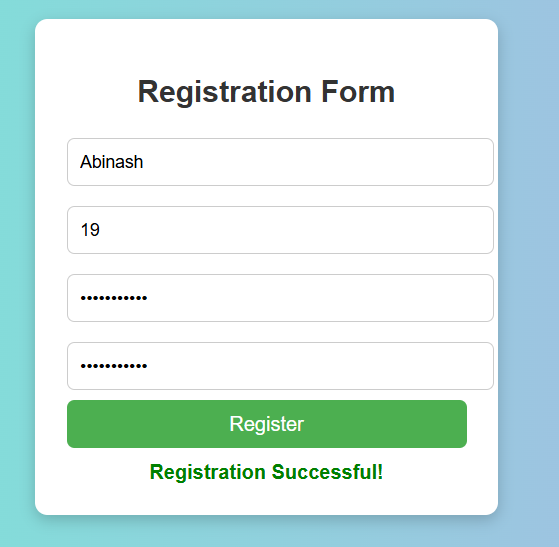 Registration Form
Abinash
19
•••••••••••
•••••••••••
Register
Registration Successful!